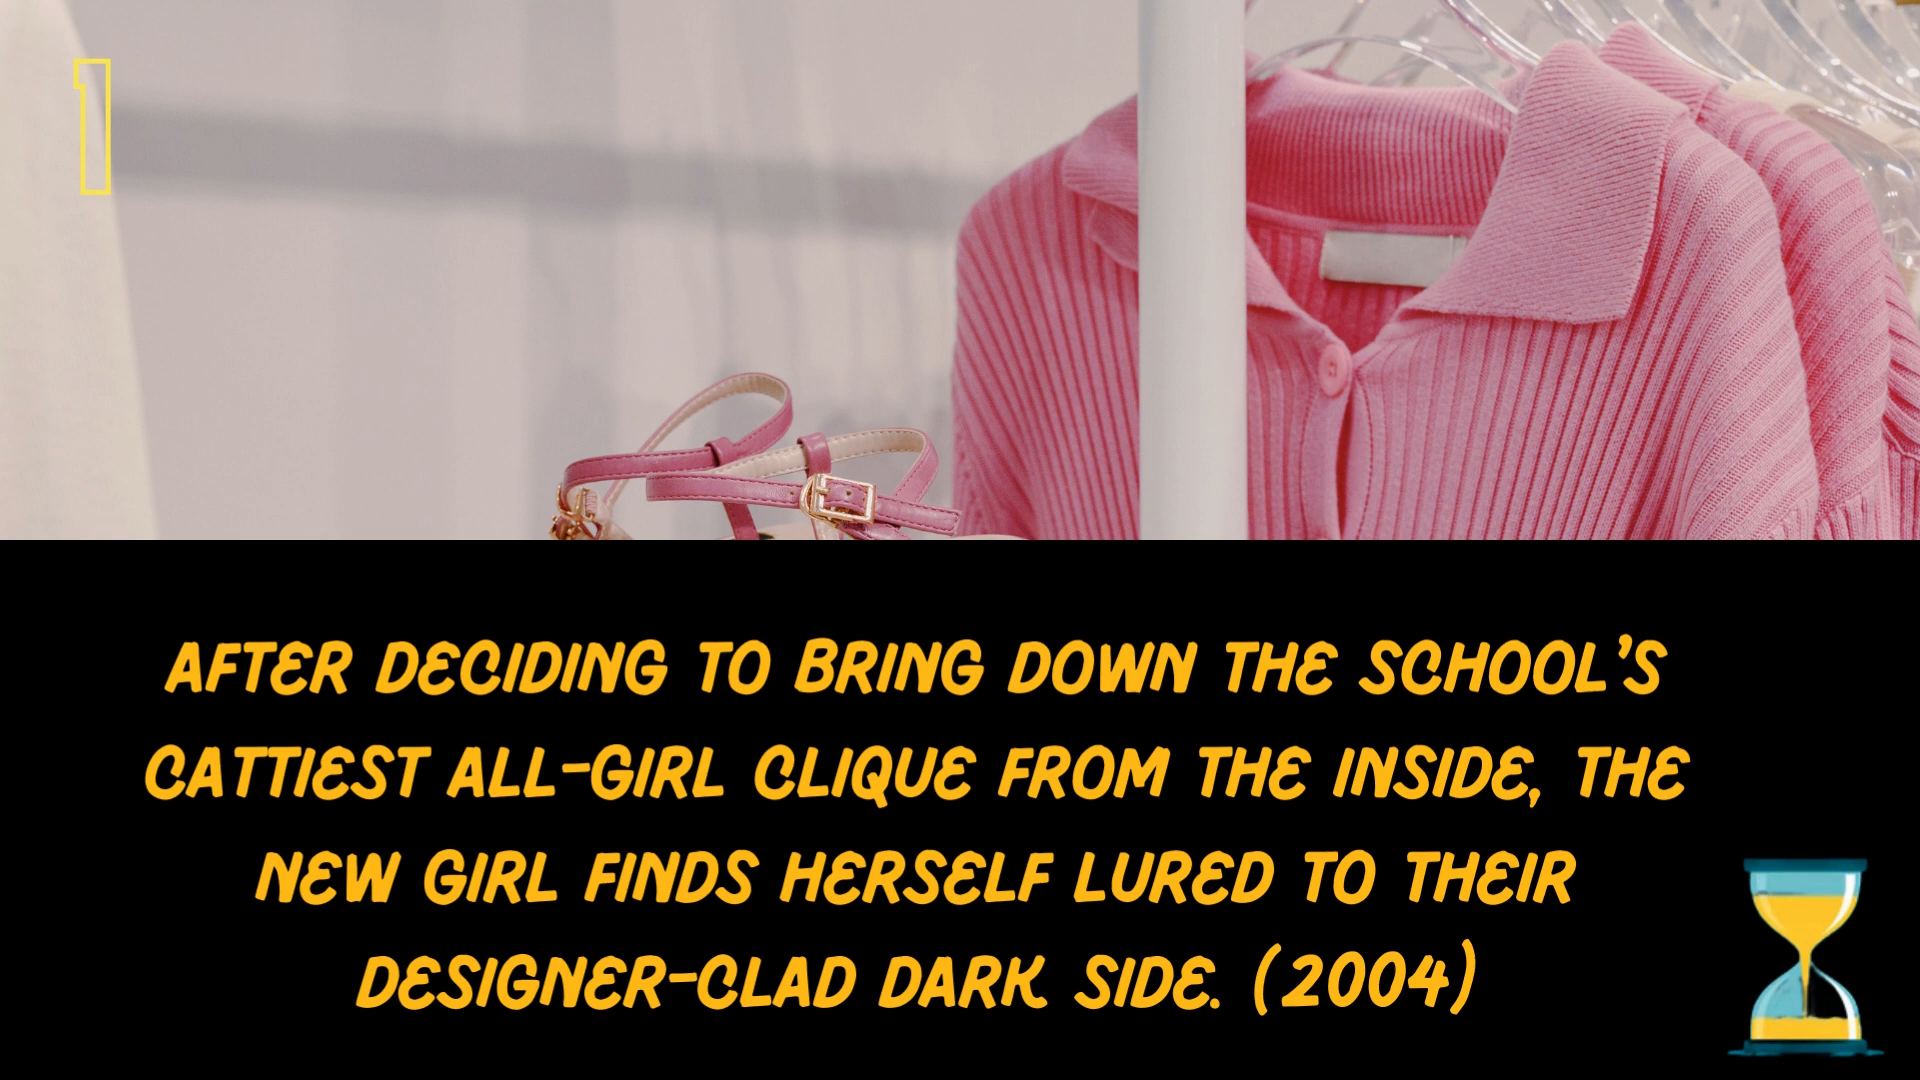 1
AFTER DECIDING TO BRING DOWN THE SCHOOL'S
CATTIEST ALL-GIRL CLIQUE FROM THE INSIDE, THE
NEW GIRL FINDS HERSELF LURED TO THEIR
DESIGNER-CLAD DARK SIDE. (2004)